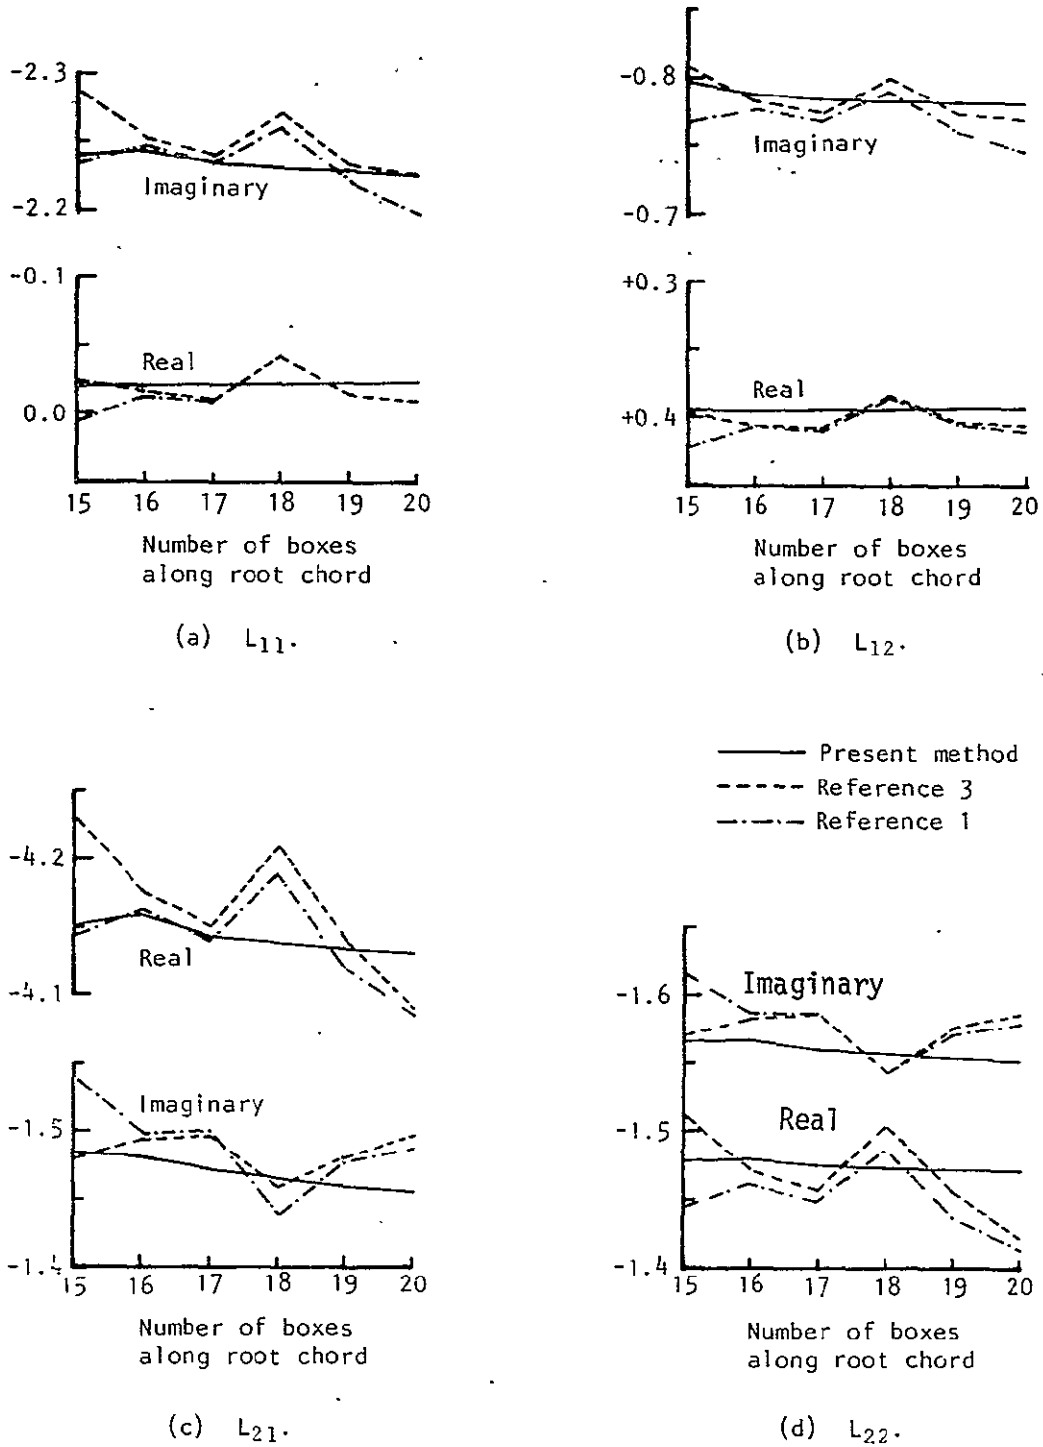 -2.3
-2.2
Imaginary
-0.1
0.0
Real
15 16 17 18 19 20
Number of boxes
along root chord
(a) L11.
-0.8
-0.7
Imaginary
+0.3
+0.4
Real
15 16 17 18 19 20
Number of boxes
along root chord
(b) L12.
Present method
Reference 3
Reference 1
-4.2
-4.1
Real
-1.5
-1.4
Imaginary
15 16 17 18 19 20
Number of boxes
along root chord
(c) L21.
-1.6
Imaginary
-1.5
Real
-1.4
15 16 17 18 19 20
Number of boxes
along root chord
(d) L22.